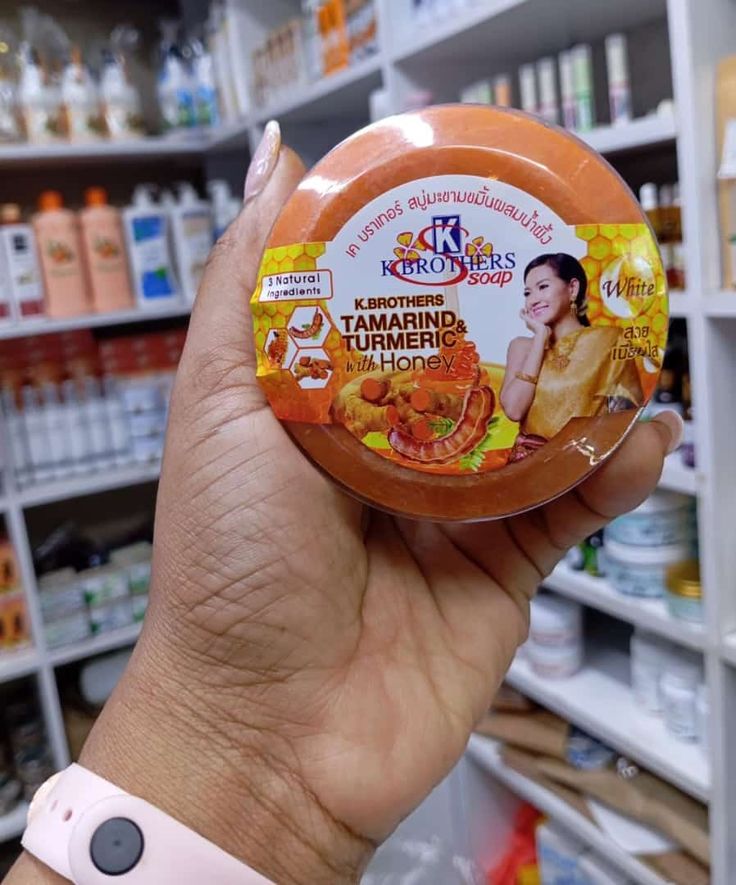 เค บราเทอร์ สบู่มะขามขมิ้นผสมน้ำผึ้ง
K
K.BROTHERS
soap
3 Natural
Ingredients
K.BROTHERS
TAMARIND &
TURMERIC
with Honey
White
สวย
เนียนใส